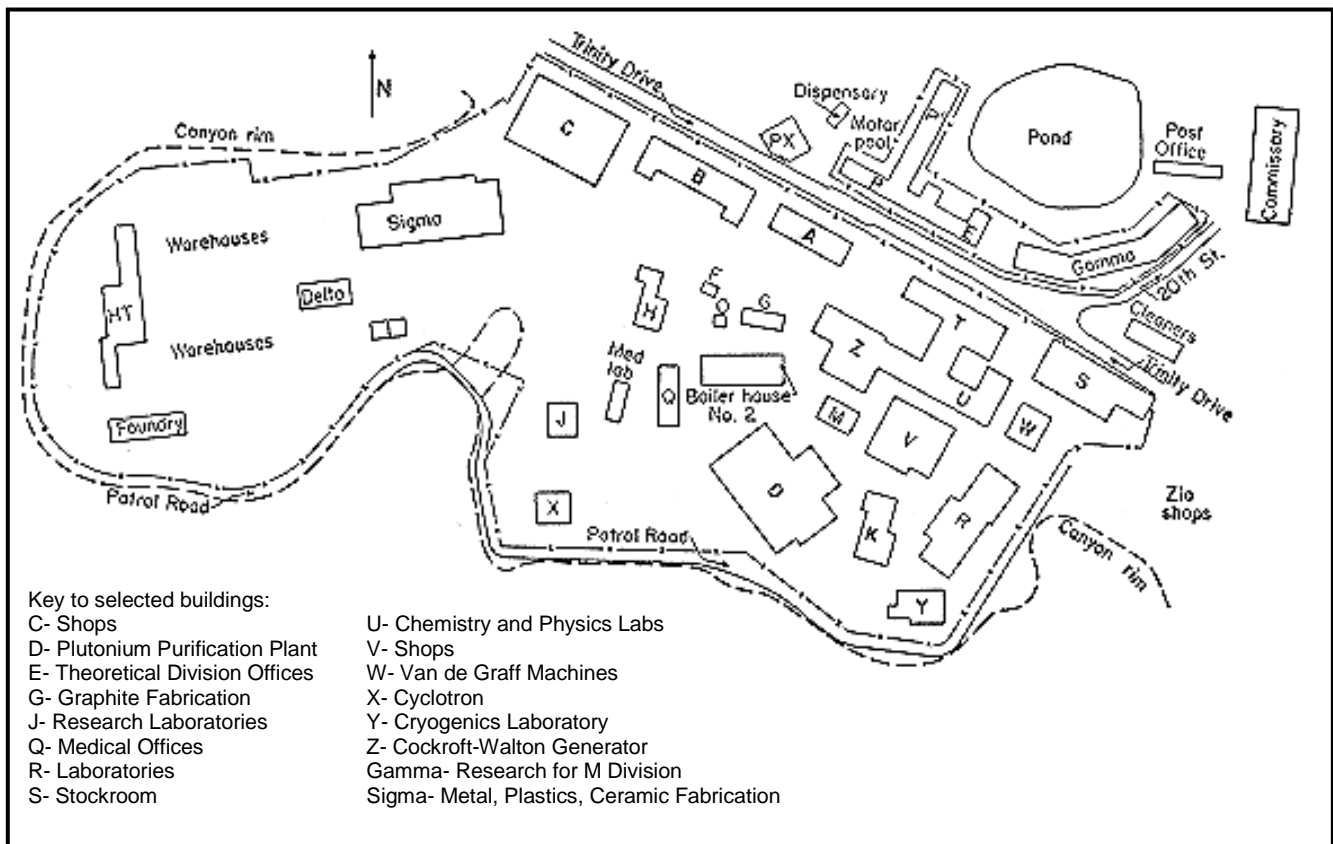 Trinity Drive
N
Canyon rim
Dispensary
Motor
pool
PX
P'
P
Pond
Post
Office
Commissary
C
B
A
E
Gamma
20th St.
Cleaners
Trinity Drive
Sigma
Warehouses
HT
Delta
Warehouses
Foundry
Patrol Road
H
F
O
G
Z
T
U
S
W
Med
lab
Q
Boiler house
No. 2
M
V
J
X
D
K
R
Y
Patrol Road
Zia
shops
Canyon
rim
Key to selected buildings:
C- Shops
D- Plutonium Purification Plant
E- Theoretical Division Offices
G- Graphite Fabrication
J- Research Laboratories
Q- Medical Offices
R- Laboratories
S- Stockroom
U- Chemistry and Physics Labs
V- Shops
W- Van de Graff Machines
X- Cyclotron
Y- Cryogenics Laboratory
Z- Cockroft-Walton Generator
Gamma- Research for M Division
Sigma- Metal, Plastics, Ceramic Fabrication